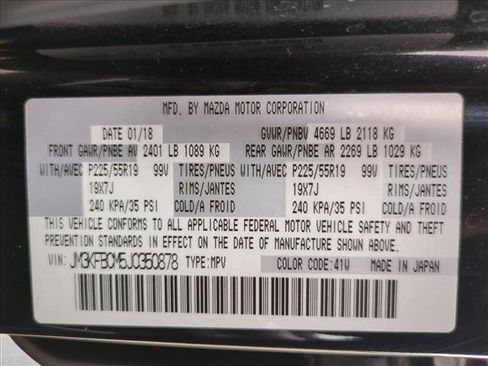 MFD. BY MAZDA MOTOR CORPORATION
DATE 01/18 GVWR/PNBV 4669 LB 2118 KG
FRONT GAWR/PNBE AV 2401 LB 1089 KG REAR GAWR/PNBE AR 2269 LB 1029 KG
WITH/AVEC P225/55R19 99V TIRES/PNEUS WITH/AVEC P225/55R19 99V TIRES/PNEUS
19X7J RIMS/JANTES 19X7J RIMS/JANTES
240 KPA/35 PSI COLD/A FROID 240 KPA/35 PSI COLD/A FROID
THIS VEHICLE CONFORMS TO ALL APPLICABLE FEDERAL MOTOR VEHICLE SAFETY AND THEFT
PREVENTION STANDARDS IN EFFECT ON THE DATE OF MANUFACTURE SHOWN ABOVE.
VIN: JM3KFBCM5J0350878 TYPE:MPV COLOR CODE:41W MADE IN JAPAN